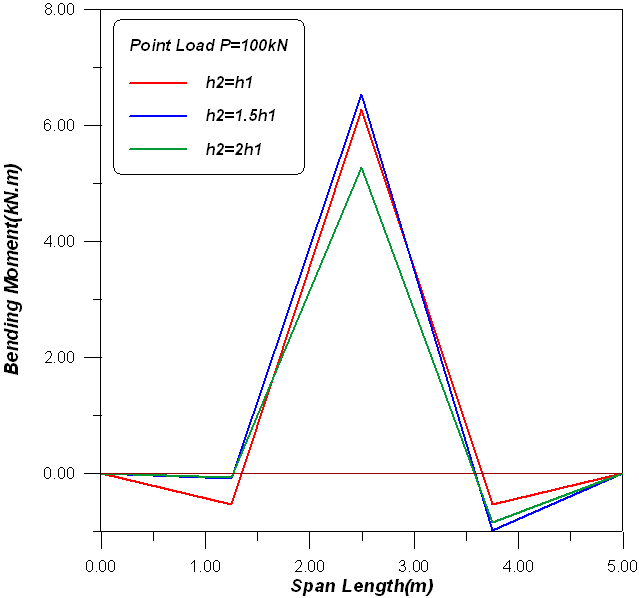 8.00
Point Load P=100kN
h2=h1
h2=1.5h1
h2=2h1
6.00
4.00
2.00
0.00
Bending Moment(kN.m)
0.00 1.00 2.00 3.00 4.00 5.00
Span Length(m)